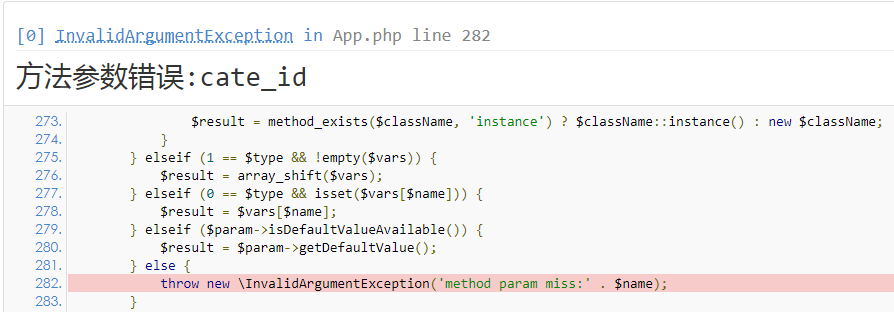 [0] InvalidArgumentException in App.php line 282
方法参数错误:cate_id
273. $result = method_exists($className, 'instance') ? $className::instance() : new $className;
274. }
275. } elseif (1 == $type && !empty($vars)) {
276. $result = array_shift($vars);
277. } elseif (0 == $type && isset($vars[$name])) {
278. $result = $vars[$name];
279. } elseif ($param->isDefaultValueAvailable()) {
280. $result = $param->getDefaultValue();
281. } else {
282. throw new \InvalidArgumentException('method param miss:' . $name);
283. }